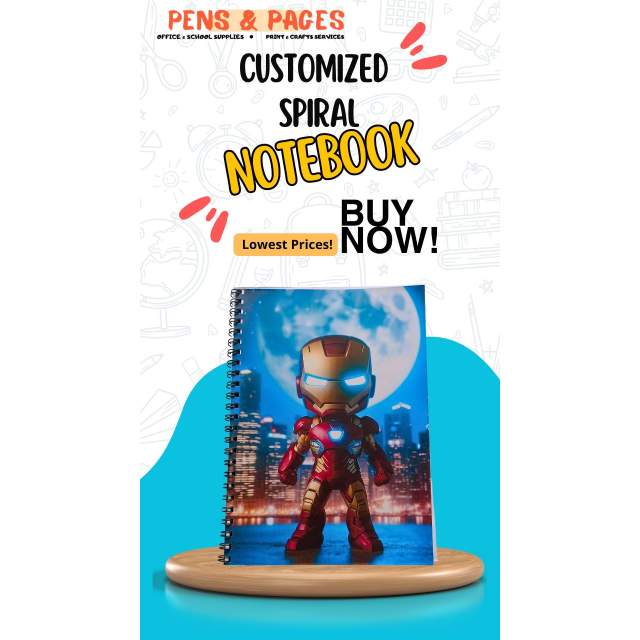 PENS & PAGES
OFFICE & SCHOOL SUPPLIES • PRINT & CRAFTS SERVICES
CUSTOMIZED
SPIRAL
NOTEBOOK
BUY
NOW!
Lowest Prices!